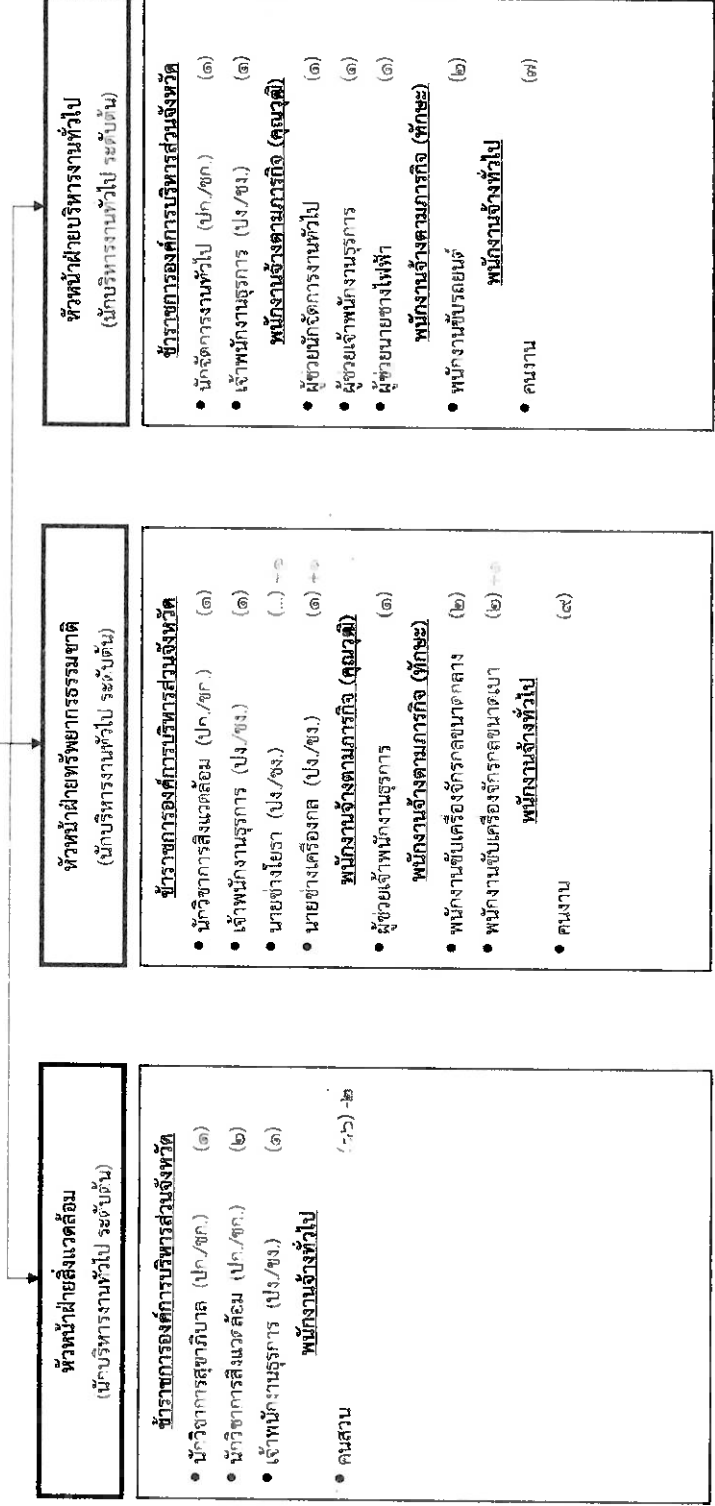 หัวหน้าฝ่ายสิ่งแวดล้อม
(นักบริหารงานทั่วไป ระดับต้น)
ข้าราชการองค์การบริหารส่วนจังหวัด
● นักวิชาการสุขาภิบาล (ปก./ชก.) (๑)
● นักวิชาการสิ่งแวดล้อม (ปก./ชก.) (๒)
● เจ้าพนักงานธุรการ (ปง./ชง.) (๑)
พนักงานจ้างทั่วไป
● คนสวน
หัวหน้าฝ่ายทรัพยากรธรรมชาติ
(นักบริหารงานทั่วไป ระดับต้น)
ข้าราชการองค์การบริหารส่วนจังหวัด
● นักวิชาการสิ่งแวดล้อม (ปก./ชก.) (๑)
● เจ้าพนักงานธุรการ (ปง./ชง.) (๑)
● นายช่างโยธา (ปง./ชง.) (...)
● นายช่างเครื่องกล (ปง./ชง.) (๑) +๑
พนักงานจ้างตามภารกิจ (คุณวุฒิ)
● ผู้ช่วยเจ้าพนักงานธุรการ (๑)
พนักงานจ้างตามภารกิจ (ทักษะ)
● พนักงานขับเครื่องจักรกลขนาดกลาง (๒)
● พนักงานขับเครื่องจักรกลขนาดเบา (๒) +๑
พนักงานจ้างทั่วไป
● คนงาน (๙)
หัวหน้าฝ่ายบริหารงานทั่วไป
(นักบริหารงานทั่วไป ระดับต้น)
ข้าราชการองค์การบริหารส่วนจังหวัด
● นักจัดการงานทั่วไป (ปก./ชก.) (๑)
● เจ้าพนักงานธุรการ (ปง./ชง.) (๑)
พนักงานจ้างตามภารกิจ (คุณวุฒิ)
● ผู้ช่วยนักจัดการงานทั่วไป (๑)
● ผู้ช่วยเจ้าพนักงานธุรการ (๑)
● ผู้ช่วยนายช่างไฟฟ้า (๑)
พนักงานจ้างตามภารกิจ (ทักษะ)
● พนักงานขับรถยนต์ (๒)
พนักงานจ้างทั่วไป
● คนงาน (๗)